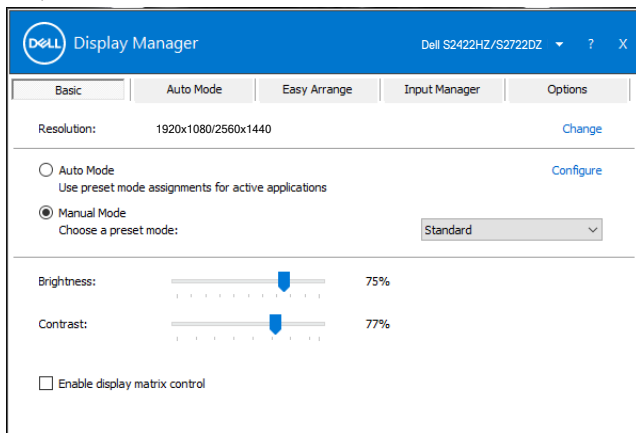 DELL Display Manager Dell S2422HZ/S2722DZ ? X
Basic Auto Mode Easy Arrange Input Manager Options
Resolution: 1920x1080/2560x1440 Change
Auto Mode Configure
Use preset mode assignments for active applications
Manual Mode
Choose a preset mode: Standard
Brightness: 75%
Contrast: 77%
Enable display matrix control